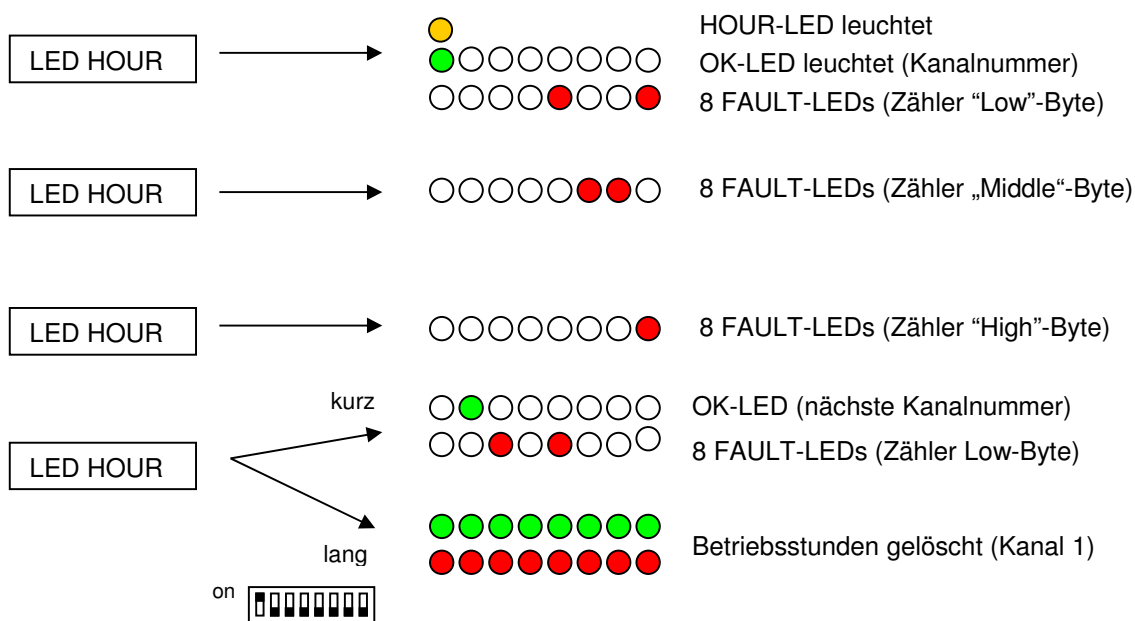 HOUR-LED leuchtet
LED HOUR
OK-LED leuchtet (Kanalnummer)
8 FAULT-LEDs (Zähler “Low”-Byte)
LED HOUR
8 FAULT-LEDs (Zähler „Middle“-Byte)
LED HOUR
8 FAULT-LEDs (Zähler “High”-Byte)
kurz
OK-LED (nächste Kanalnummer)
LED HOUR
8 FAULT-LEDs (Zähler Low-Byte)
lang
Betriebsstunden gelöscht (Kanal 1)
on